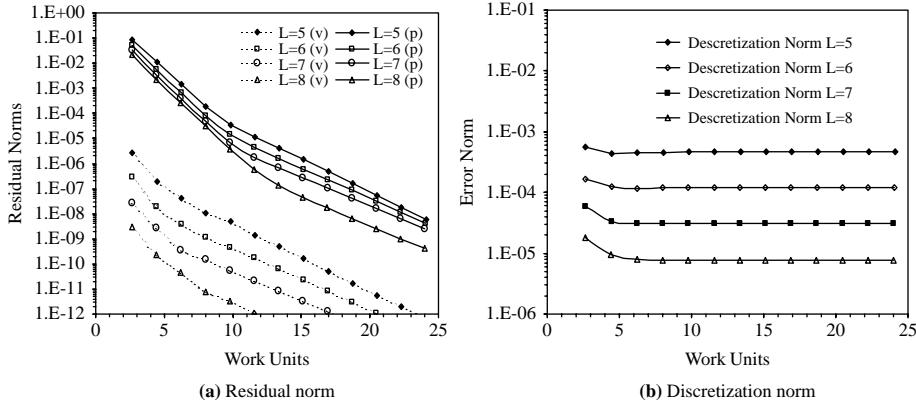 1.E+00
1.E-01
1.E-02
1.E-03
1.E-04
1.E-05
1.E-06
1.E-07
1.E-08
1.E-09
1.E-10
1.E-11
1.E-12
Residual Norms
L=5 (v) L=5 (p)
L=6 (v) L=6 (p)
L=7 (v) L=7 (p)
L=8 (v) L=8 (p)
0 5 10 15 20 25
Work Units
(a) Residual norm
1.E-01
1.E-02
1.E-03
1.E-04
1.E-05
1.E-06
Error Norm
Descretization Norm L=5
Descretization Norm L=6
Descretization Norm L=7
Descretization Norm L=8
0 5 10 15 20 25
Work Units
(b) Discretization norm